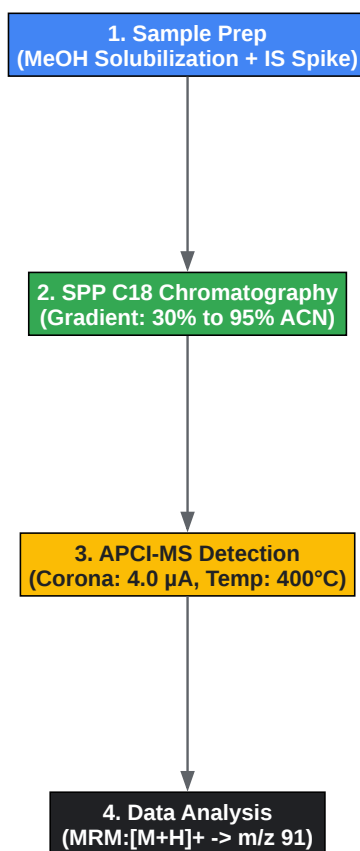 1. Sample Prep
(MeOH Solubilization + IS Spike)
2. SPP C18 Chromatography
(Gradient: 30% to 95% ACN)
3. APCI-MS Detection
(Corona: 4.0 µA, Temp: 400°C)
4. Data Analysis
(MRM:[M+H]+ -> m/z 91)